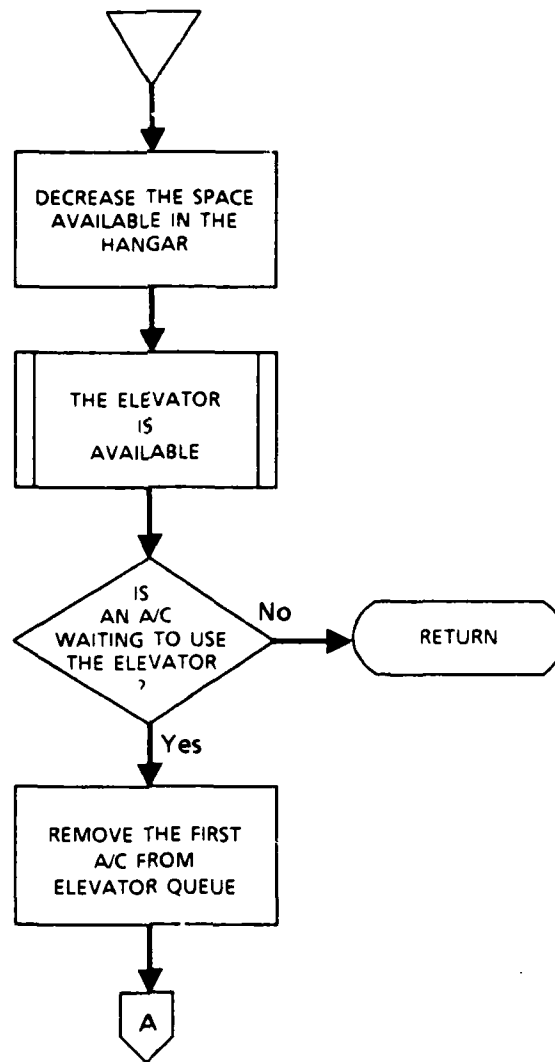 DECREASE THE SPACE
AVAILABLE IN THE
HANGAR
THE ELEVATOR
IS
AVAILABLE
IS
AN A/C
WAITING TO USE
THE ELEVATOR
?
No
RETURN
Yes
REMOVE THE FIRST
A/C FROM
ELEVATOR QUEUE
A